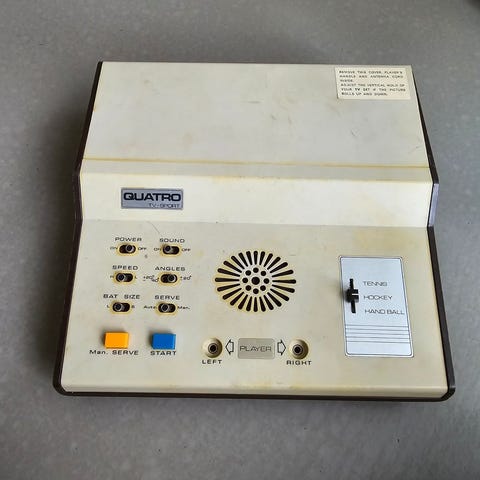 REMOVE THIS COVER, PLAYER'S
HANDLE AND ANTENNA CORD
INSIDE.
ADJUST THE VERTICAL HOLD OF
YOUR TV SET IF THE PICTURE
ROLLS UP AND DOWN.
QUATRO
TV-SPORT
POWER SOUND
ON OFF ON OFF
SPEED ANGLES
H L ±20° ±40°
BAT SIZE SERVE
L S Auto. Man.
Man. SERVE START
LEFT PLAYER RIGHT
TENNIS
HOCKEY
HAND BALL